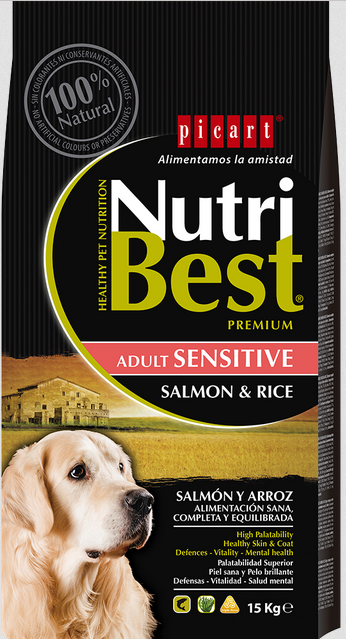 SIN COLORANTES NI CONSERVANTES ARTIFICIALES
100%
Natural
NO ARTIFICIAL COLOURS OR PRESERVATIVES
picart®
Alimentamos la amistad
HEALTHY PET NUTRITION
Nutri
Best®
PREMIUM
ADULT SENSITIVE
SALMON & RICE
SALMÓN Y ARROZ
ALIMENTACIÓN SANA,
COMPLETA Y EQUILIBRADA
High Palatability
Healthy Skin & Coat
Defences - Vitality - Mental health
Palatabilidad Superior
Piel sana y Pelo brillante
Defensas - Vitalidad - Salud mental
15 Kg e